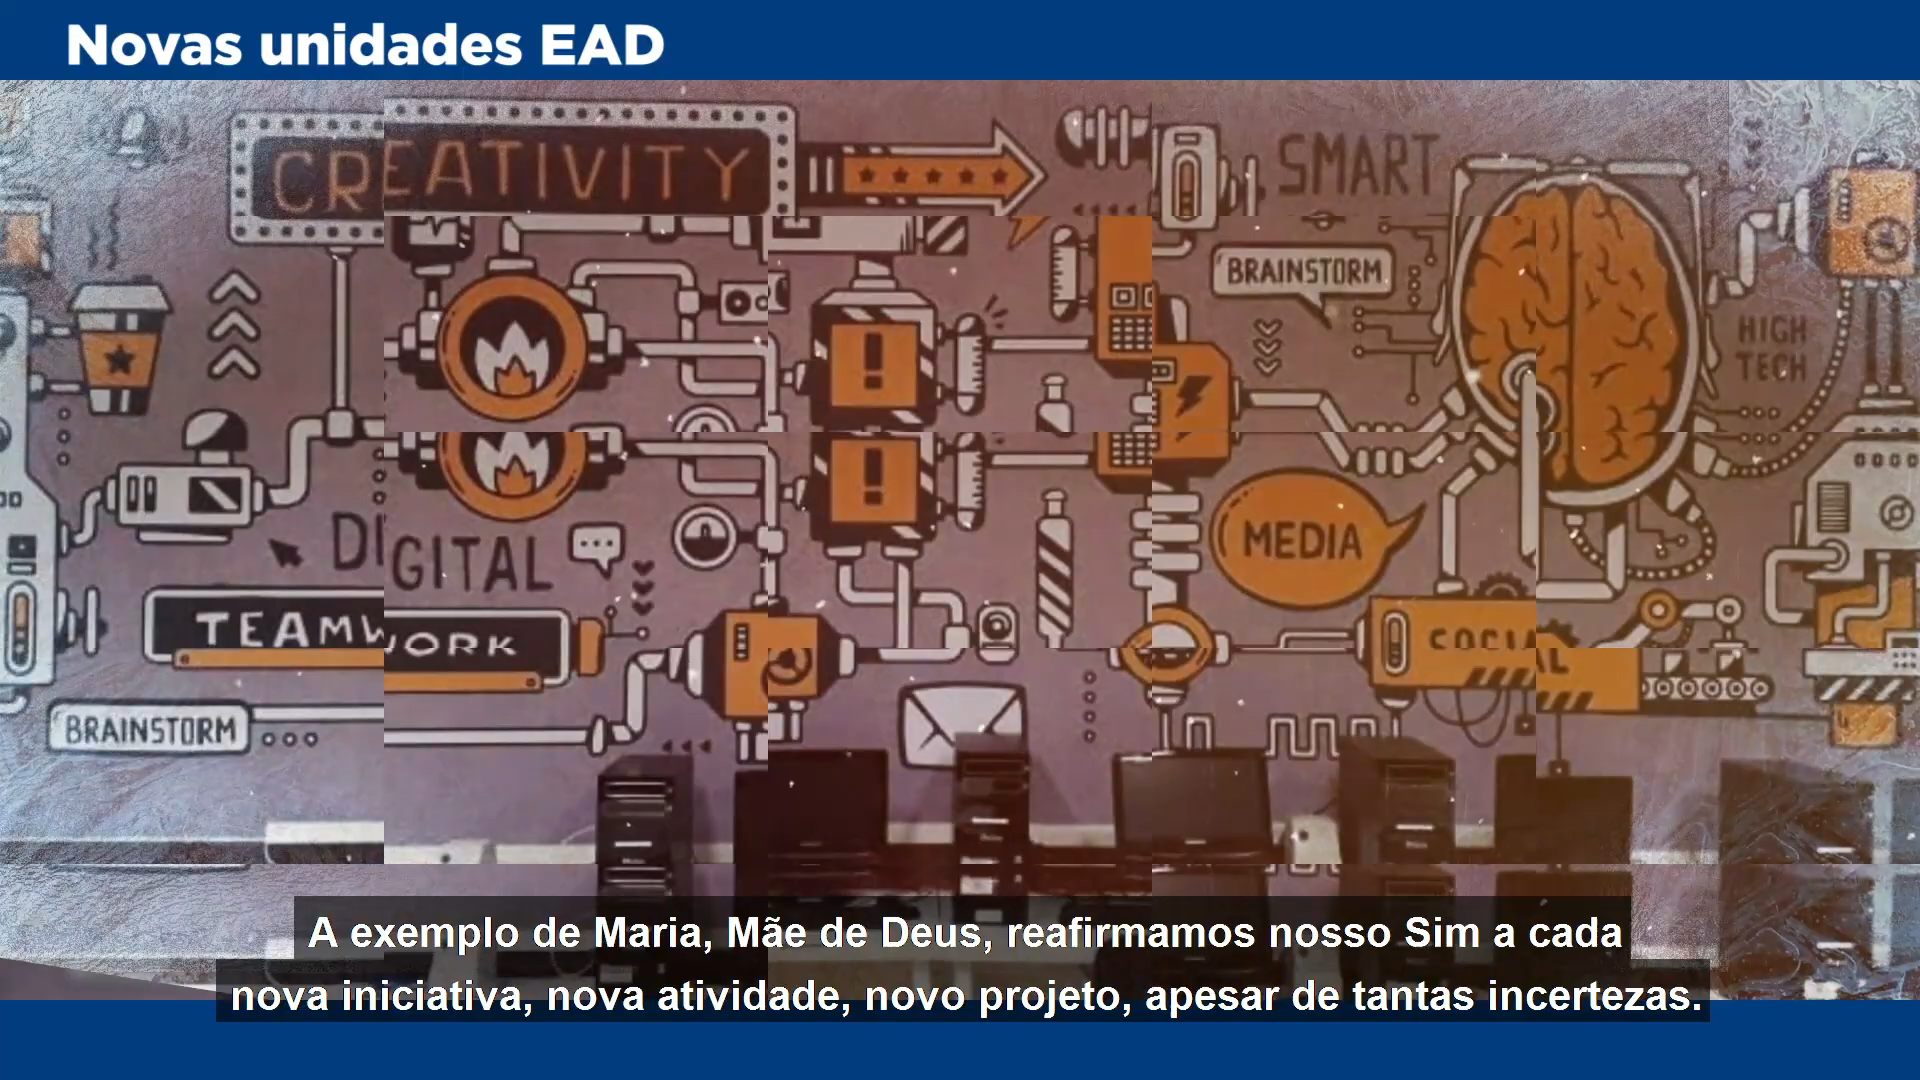 Novas unidades EAD
CREATIVITY
SMART
BRAINSTORM
HIGH
TECH
DIGITAL
MEDIA
TEAMWORK
SOCIAL
BRAINSTORM
A exemplo de Maria, Mãe de Deus, reafirmamos nosso Sim a cada
nova iniciativa, nova atividade, novo projeto, apesar de tantas incertezas.